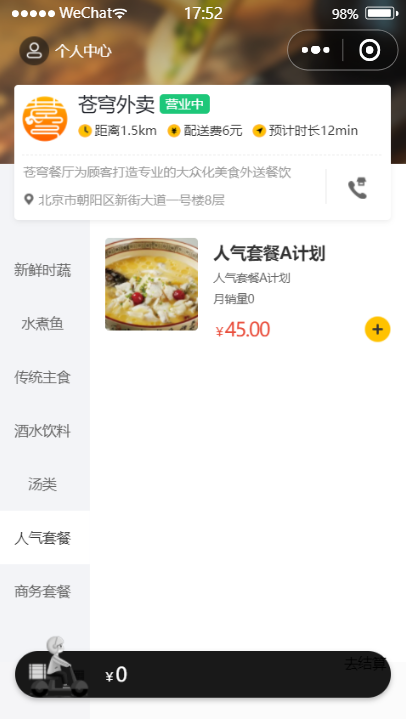 WeChat 17:52 98%
个人中心
苍穹外卖 营业中
距离1.5km 配送费6元 预计时长12min
苍穹餐厅为顾客打造专业的大众化美食外送餐饮
北京市朝阳区新街大道一号楼8层
新鲜时蔬
水煮鱼
传统主食
酒水饮料
汤类
人气套餐
商务套餐
人气套餐A计划
人气套餐A计划
月销量0
¥45.00
¥0
去结算